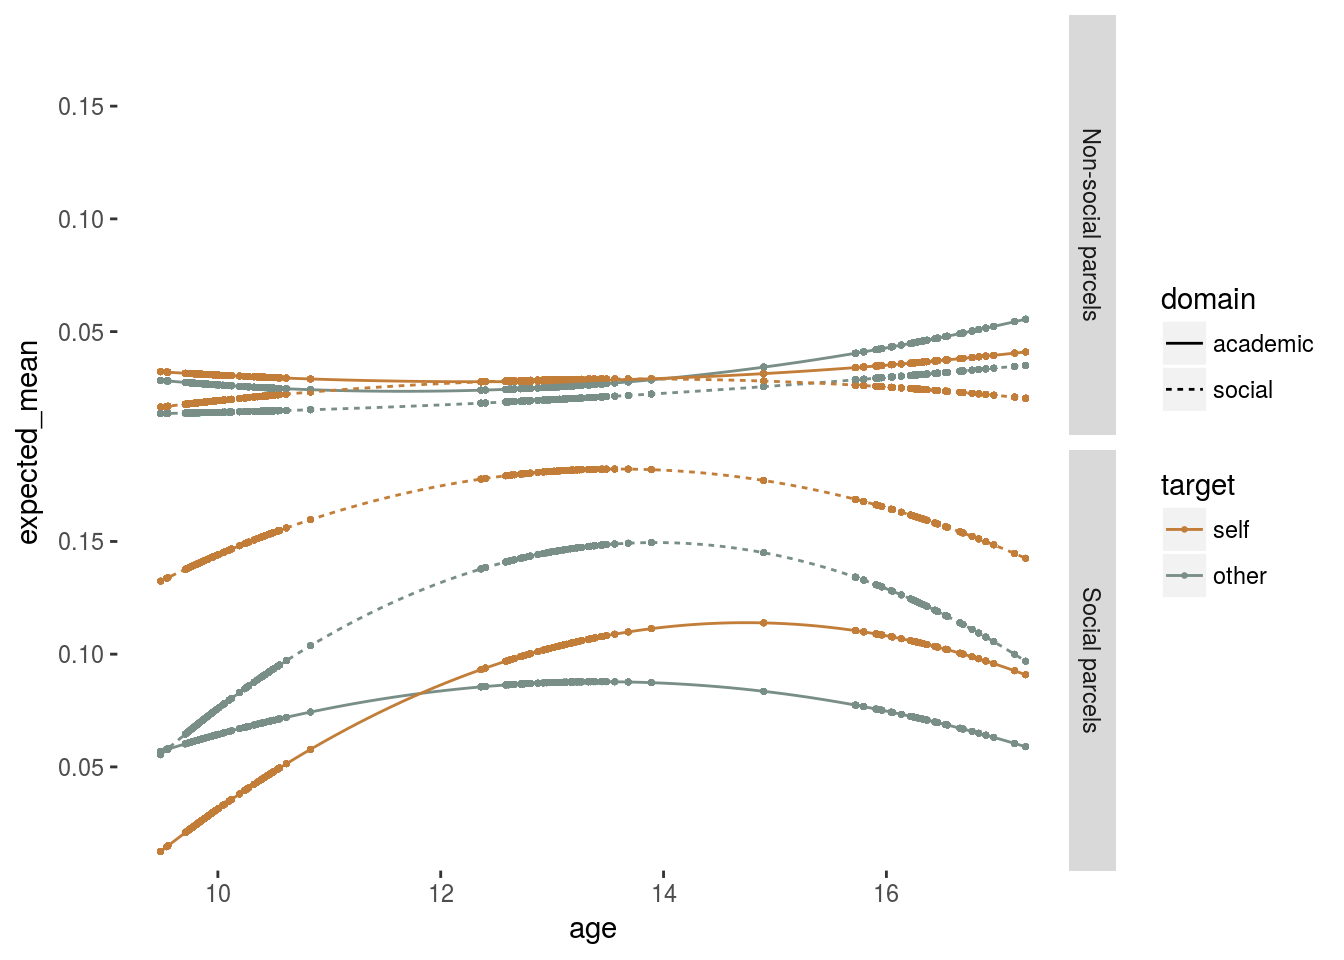 expected_mean
0.15
0.10
0.05
Non-social parcels
0.15
0.10
0.05
Social parcels
10 12 14 16
age
domain
academic
social
target
self
other